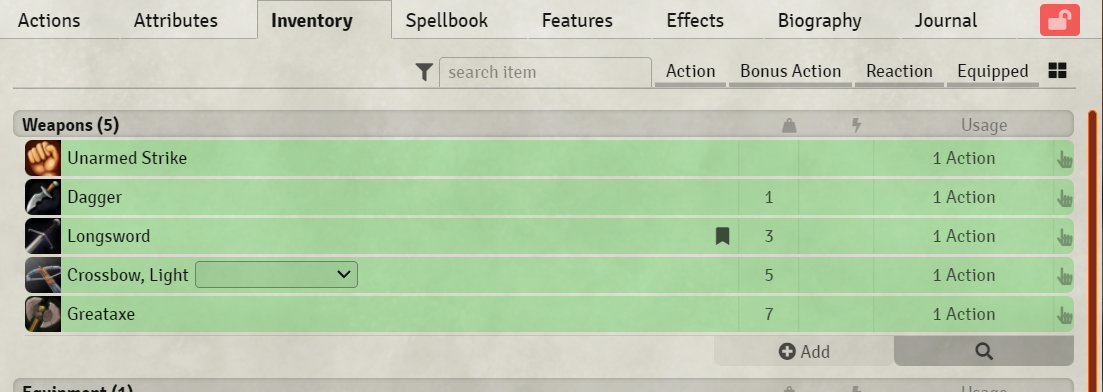 Actions Attributes Inventory Spellbook Features Effects Biography Journal
search item Action Bonus Action Reaction Equipped
Weapons (5) Usage
Unarmed Strike 1 Action
Dagger 1 1 Action
Longsword 3 1 Action
Crossbow, Light 5 1 Action
Greataxe 7 1 Action
Add
Equipment (1) Usage